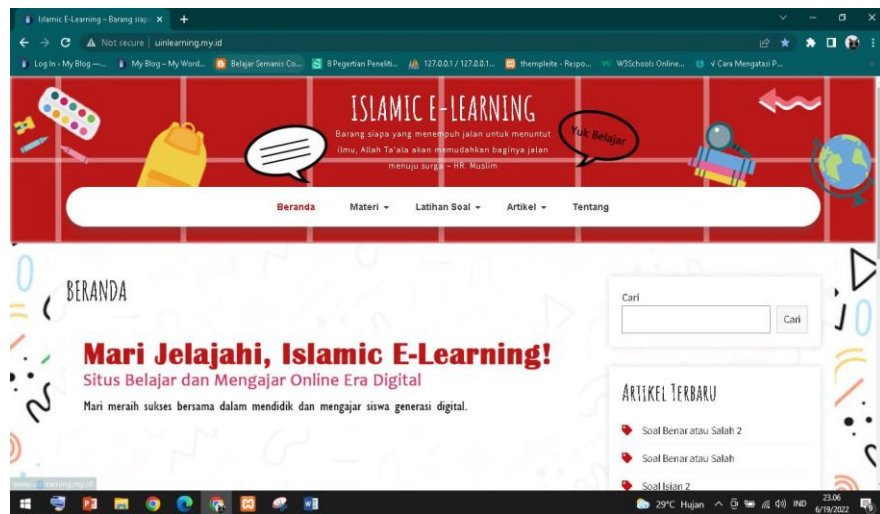 Islamic E-Learning – Barang siap
Not secure | uinlearning.my.id
Log In ‹ My Blog —...
My Blog – My Word...
Belajar Semanis Co...
8 Pegertian Peneliti...
127.0.0.1 / 127.0.0.1...
thempleite - Respo...
W3Schools Online...
√ Cara Mengatasi P...
ISLAMIC E-LEARNING
Barang siapa yang menempuh jalan untuk menuntut
ilmu, Allah Ta'ala akan memudahkan baginya jalan
menuju surga – HR. Muslim
Yuk Belajar
Beranda Materi Latihan Soal Artikel Tentang
BERANDA
Mari Jelajahi, Islamic E-Learning!
Situs Belajar dan Mengajar Online Era Digital
Mari meraih sukses bersama dalam mendidik dan mengajar siswa generasi digital.
Cari
Cari
ARTIKEL TERBARU
Soal Benar atau Salah 2
Soal Benar atau Salah
Soal Isian 2
29°C Hujan
IND
23.06
6/19/2022